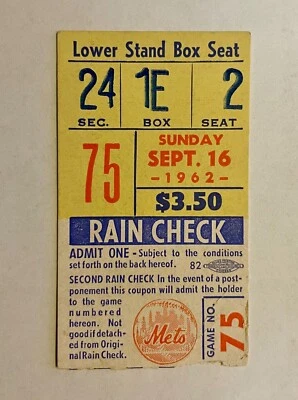 Lower Stand Box Seat
24 1E 2
SEC. BOX SEAT
75
SUNDAY
SEPT. 16
1962
$3.50
RAIN CHECK
ADMIT ONE - Subject to the conditions
set forth on the back hereof. 82
SECOND RAIN CHECK In the event of a post-
ponement this coupon will admit the holder
to the game
numbered
hereon. Not
good if detach-
ed from Orig-
inal Rain Check.
Mets
GAME NO. 75